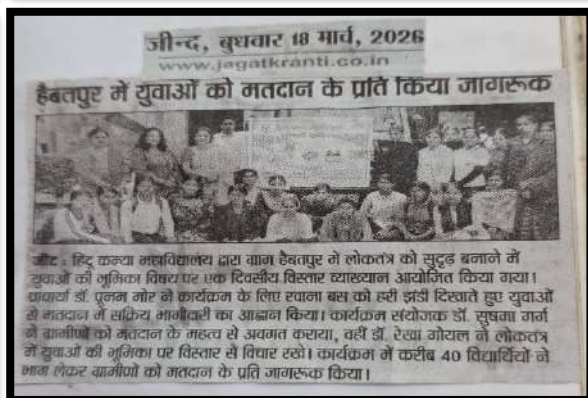 जीन्द, बुधवार 18 मार्च, 2026
www.jagatkranti.co.in
हैबतपुर में युवाओं को मतदान के प्रति किया जागरूक
जींद : हिंदू कन्या महाविद्यालय द्वारा ग्राम हैबतपुर में लोकतंत्र को सुदृढ़ बनाने में
युवाओं की भूमिका विषय पर एक दिवसीय विस्तार व्याख्यान आयोजित किया गया।
प्राचार्या डॉ. पूनम मोर ने कार्यक्रम के लिए रवाना बस को हरी झंडी दिखाते हुए युवाओं
से मतदान में सक्रिय भागीदारी का आह्वान किया। कार्यक्रम संयोजक डॉ. सुषमा गर्ग
ने ग्रामीणों को मतदान के महत्व से अवगत कराया, वहीं डॉ. रेखा गोयल ने लोकतंत्र
में युवाओं की भूमिका पर विस्तार से विचार रखे। कार्यक्रम में करीब 40 विद्यार्थियों ने
भाग लेकर ग्रामीणों को मतदान के प्रति जागरूक किया।